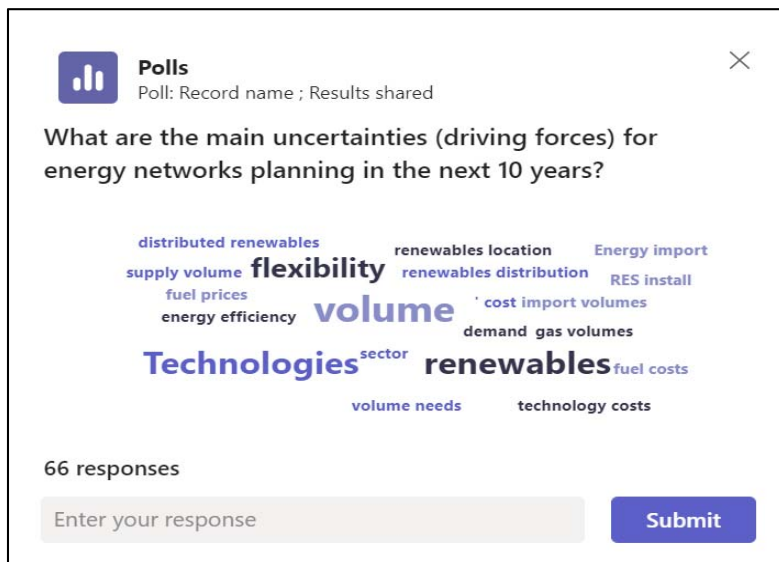 Polls
Poll: Record name ; Results shared
What are the main uncertainties (driving forces) for
energy networks planning in the next 10 years?
distributed renewables
renewables location
Energy import
supply volume
flexibility
renewables distribution
RES install
fuel prices
volume
cost
import volumes
energy efficiency
demand
gas volumes
Technologies
sector
renewables
fuel costs
volume needs
technology costs
66 responses
Enter your response
Submit